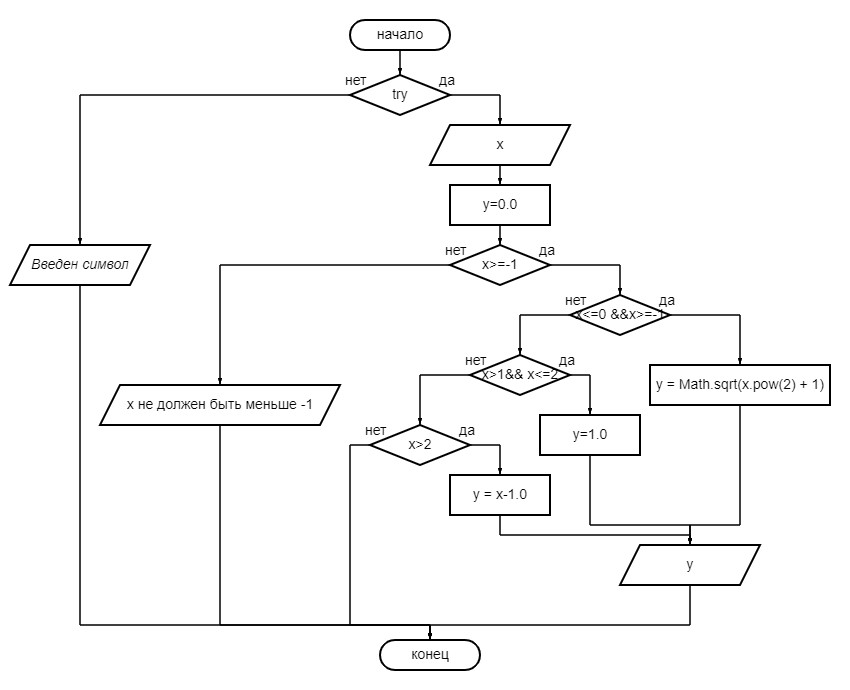 начало
нет
да
try
x
y=0.0
нет
да
x>=-1
Введен символ
нет
да
x<=0 &&x>=-1
нет
да
x>1&& x<=2
y = Math.sqrt(x.pow(2) + 1)
x не должен быть меньше -1
нет
да
x>2
y=1.0
y = x-1.0
y
конец